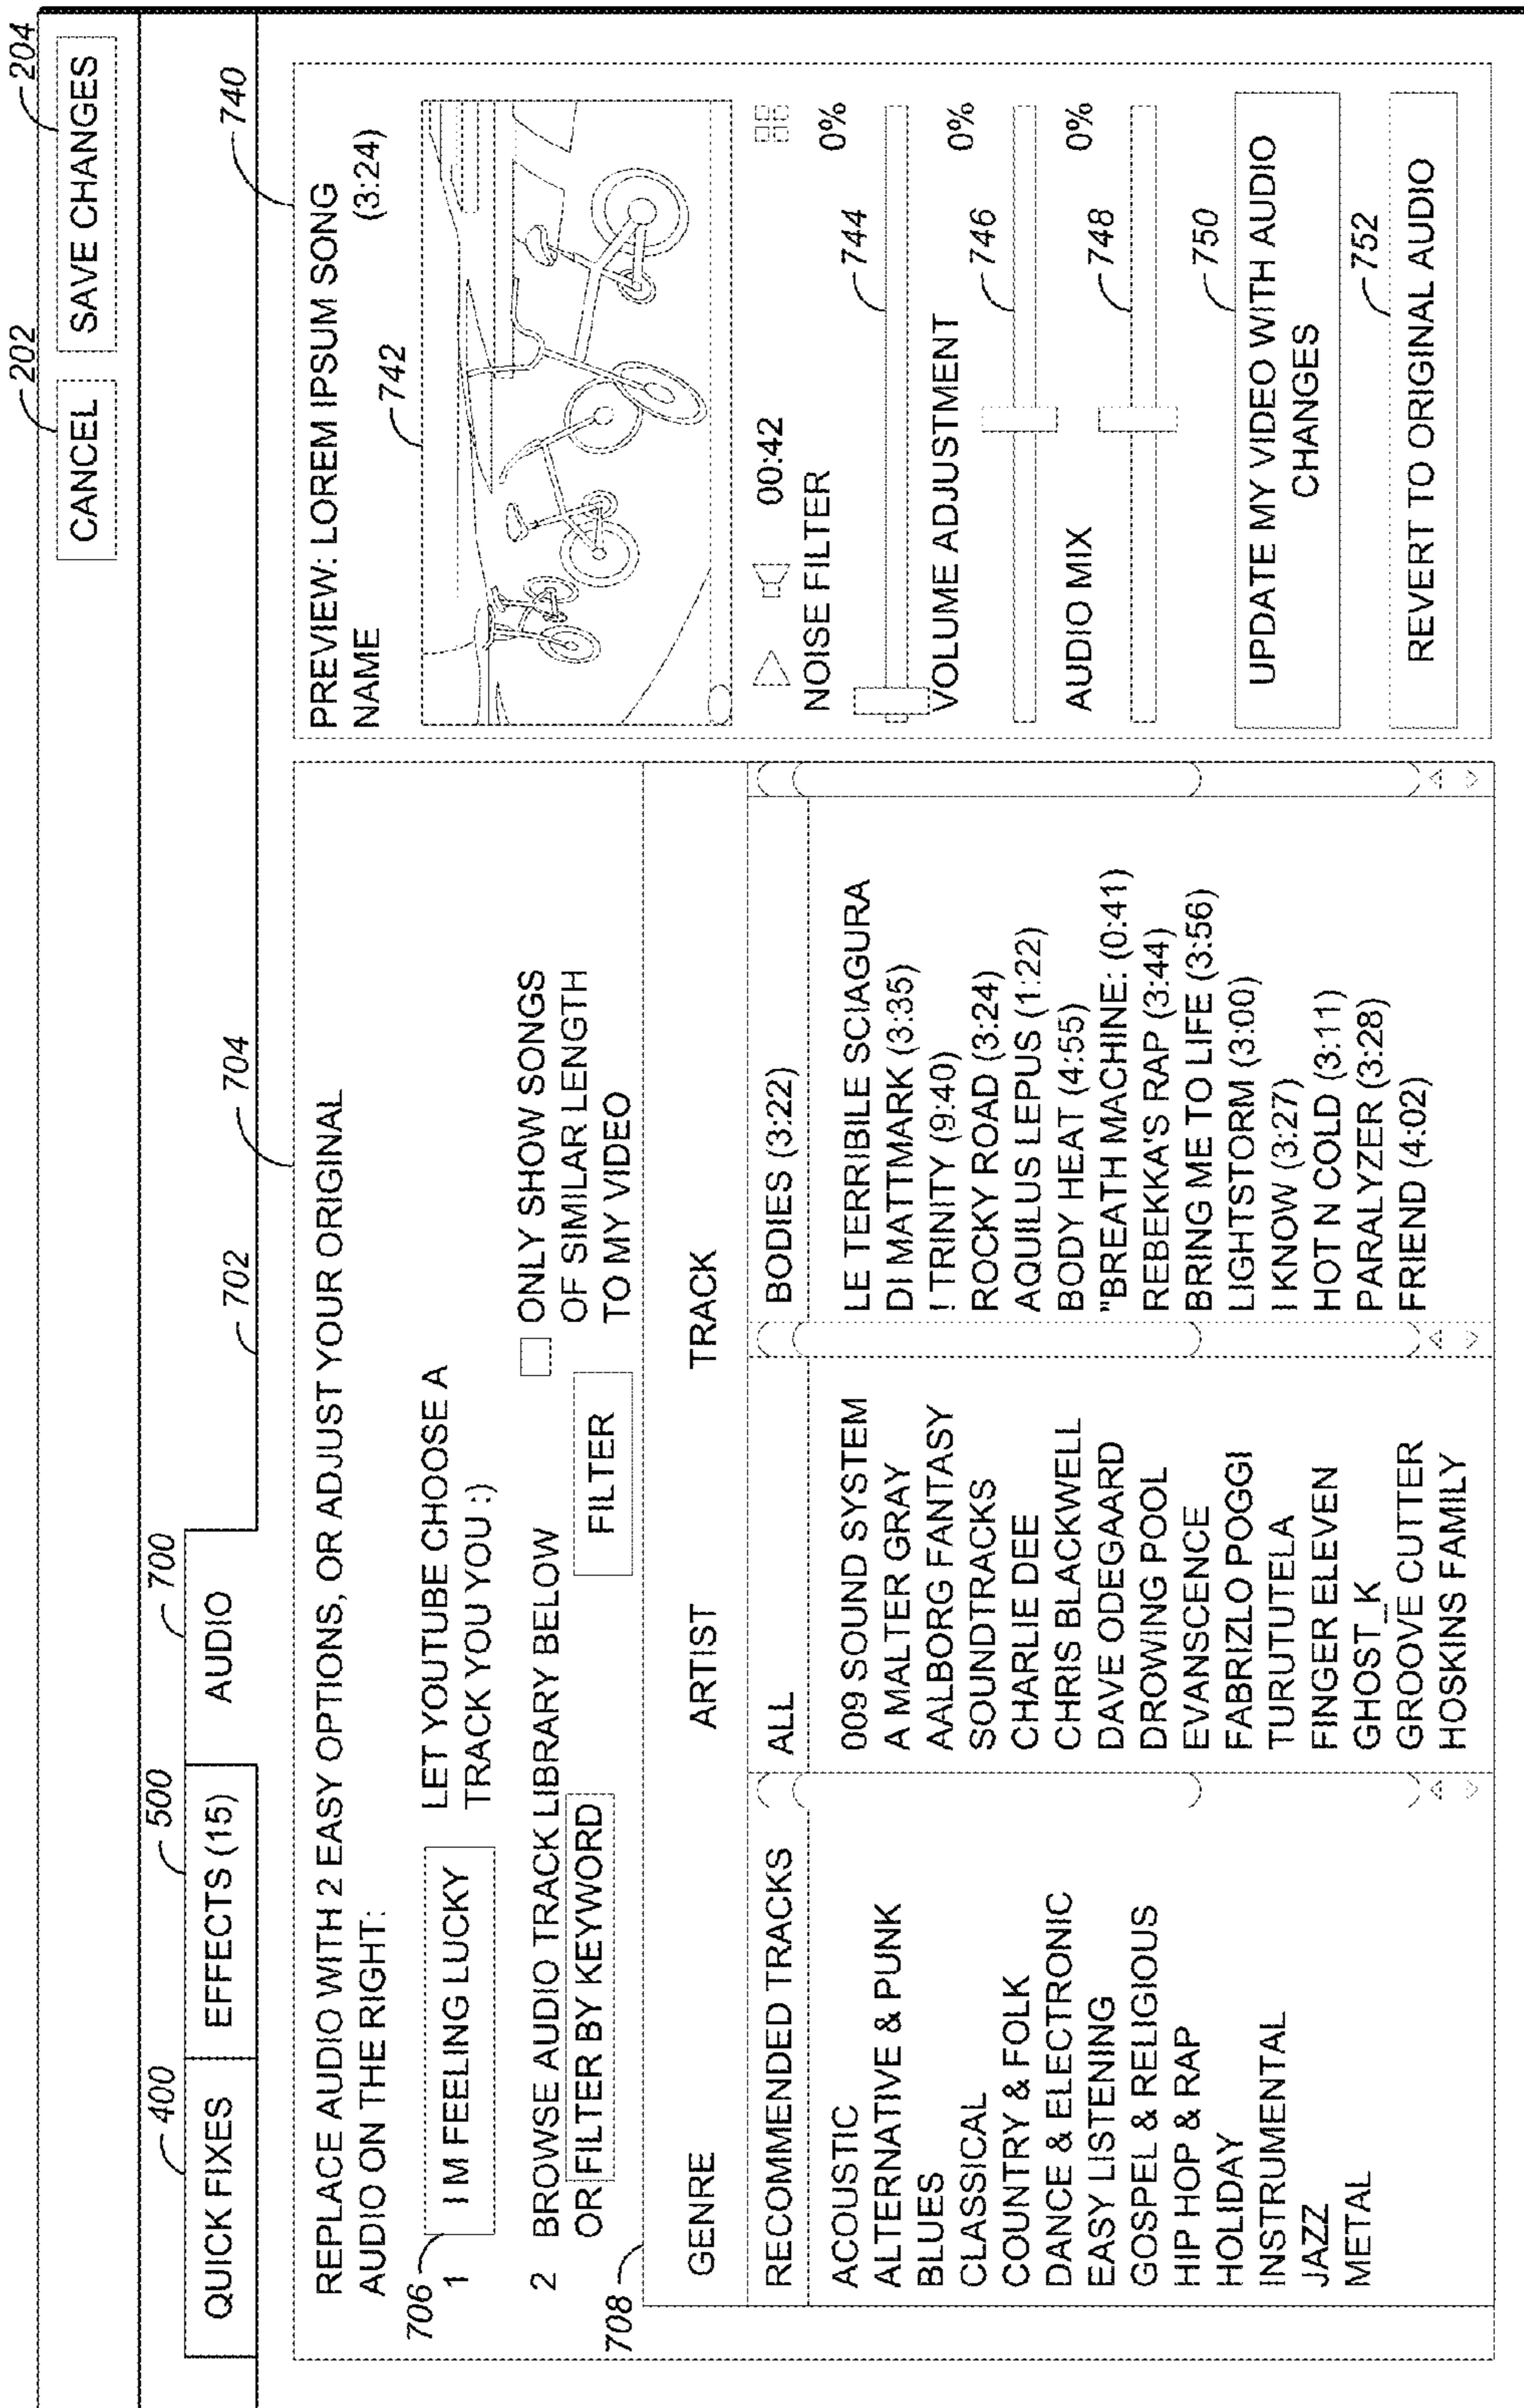 202
204
CANCEL
SAVE CHANGES
400
500
700
702
704
740
QUICK FIXES
EFFECTS (15)
AUDIO
REPLACE AUDIO WITH 2 EASY OPTIONS, OR ADJUST YOUR ORIGINAL
AUDIO ON THE RIGHT:
706
1
I M FEELING LUCKY
LET YOUTUBE CHOOSE A
TRACK YOU YOU :)
2
BROWSE AUDIO TRACK LIBRARY BELOW
OR FILTER BY KEYWORD
FILTER
ONLY SHOW SONGS
OF SIMILAR LENGTH
TO MY VIDEO
708
GENRE
ARTIST
TRACK
RECOMMENDED TRACKS
ACOUSTIC
ALTERNATIVE & PUNK
BLUES
CLASSICAL
COUNTRY & FOLK
DANCE & ELECTRONIC
EASY LISTENING
GOSPEL & RELIGIOUS
HIP HOP & RAP
HOLIDAY
INSTRUMENTAL
JAZZ
METAL
ALL
009 SOUND SYSTEM
A MALTER GRAY
AALBORG FANTASY
SOUNDTRACKS
CHARLIE DEE
CHRIS BLACKWELL
DAVE ODEGAARD
DROWING POOL
EVANSCENCE
FABRIZLO POGGI
TURUTUTELA
FINGER ELEVEN
GHOST_K
GROOVE CUTTER
HOSKINS FAMILY
BODIES (3:22)
LE TERRIBILE SCIAGURA
DI MATTMARK (3:35)
! TRINITY (9:40)
ROCKY ROAD (3:24)
AQUILUS LEPUS (1:22)
BODY HEAT (4:55)
"BREATH MACHINE: (0:41)
REBEKKA'S RAP (3:44)
BRING ME TO LIFE (3:56)
LIGHTSTORM (3:00)
I KNOW (3:27)
HOT N COLD (3:11)
PARALYZER (3:28)
FRIEND (4:02)
PREVIEW: LOREM IPSUM SONG
NAME
(3:24)
742
00:42
NOISE FILTER
0%
744
VOLUME ADJUSTMENT
0%
746
AUDIO MIX
0%
748
750
UPDATE MY VIDEO WITH AUDIO
CHANGES
752
REVERT TO ORIGINAL AUDIO